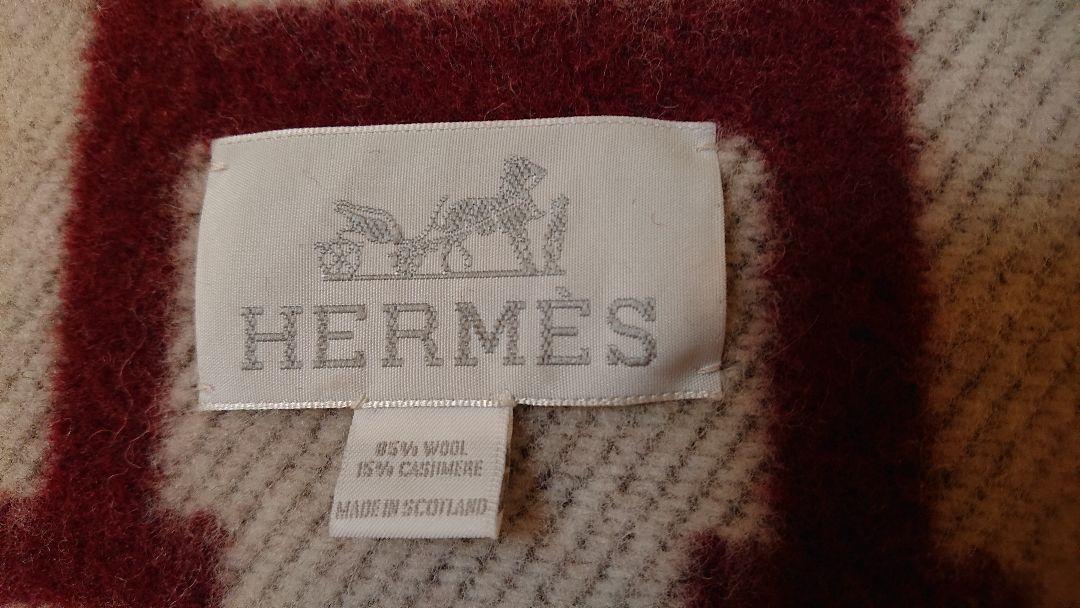 HERMÈS
85% WOOL
15% CASHMERE
MADE IN SCOTLAND